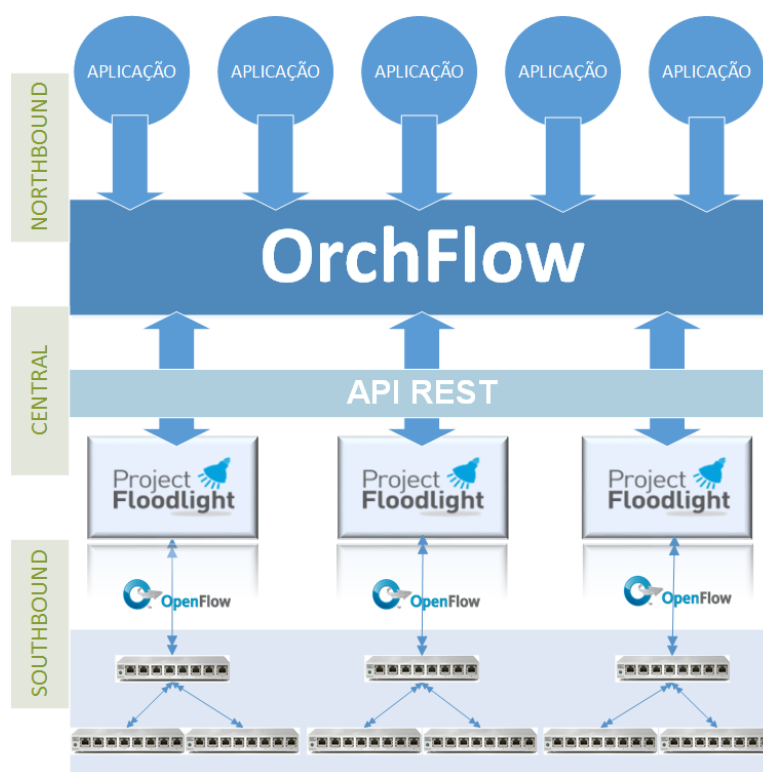 APLICAÇÃO
APLICAÇÃO
APLICAÇÃO
APLICAÇÃO
APLICAÇÃO
NORTHBOUND
OrchFlow
CENTRAL
API REST
Project
Floodlight
Project
Floodlight
Project
Floodlight
SOUTHBOUND
OpenFlow
OpenFlow
OpenFlow